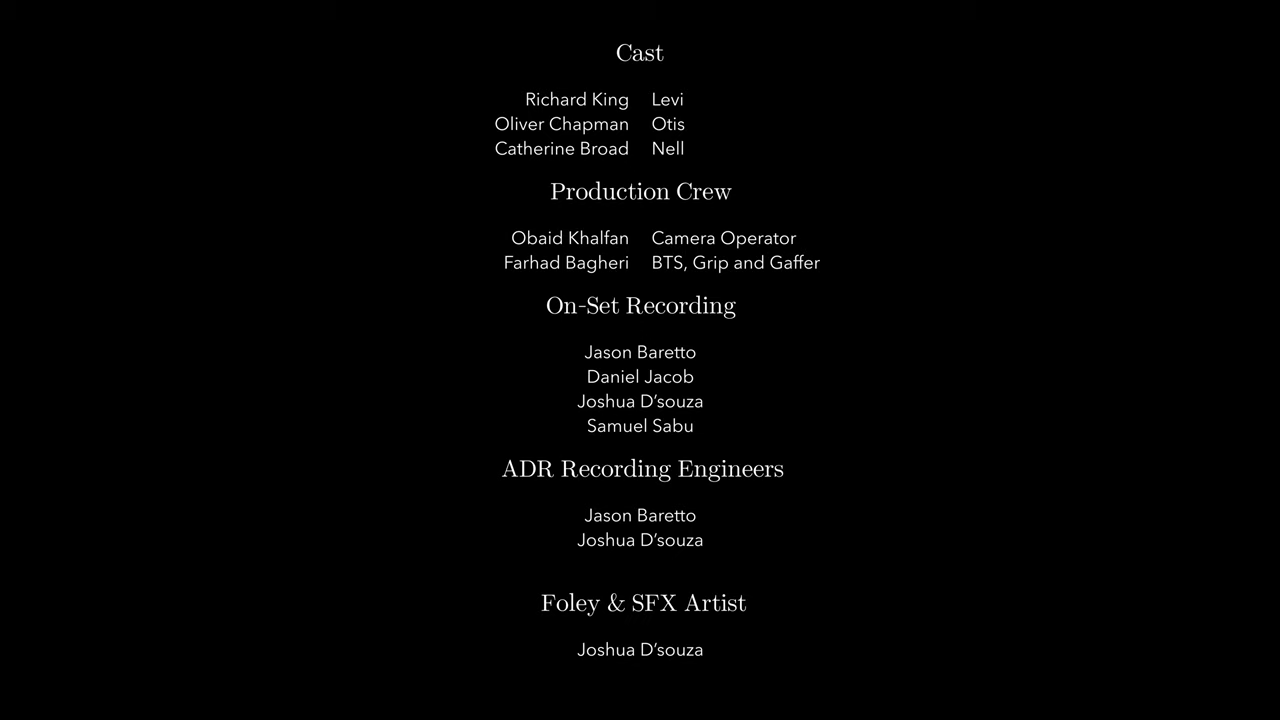 Cast
Richard King Levi
Oliver Chapman Otis
Catherine Broad Nell
Production Crew
Obaid Khalfan Camera Operator
Farhad Bagheri BTS, Grip and Gaffer
On-Set Recording
Jason Baretto
Daniel Jacob
Joshua D’souza
Samuel Sabu
ADR Recording Engineers
Jason Baretto
Joshua D’souza
Foley & SFX Artist
Joshua D’souza